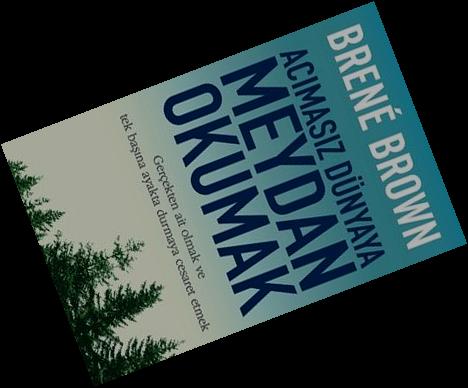 BRENÉ BROWN
ACIMASIZ DÜNYAYA
MEYDAN
OKUMAK
Gerçekten ait olmak ve
tek başına ayakta durmaya cesaret etmek